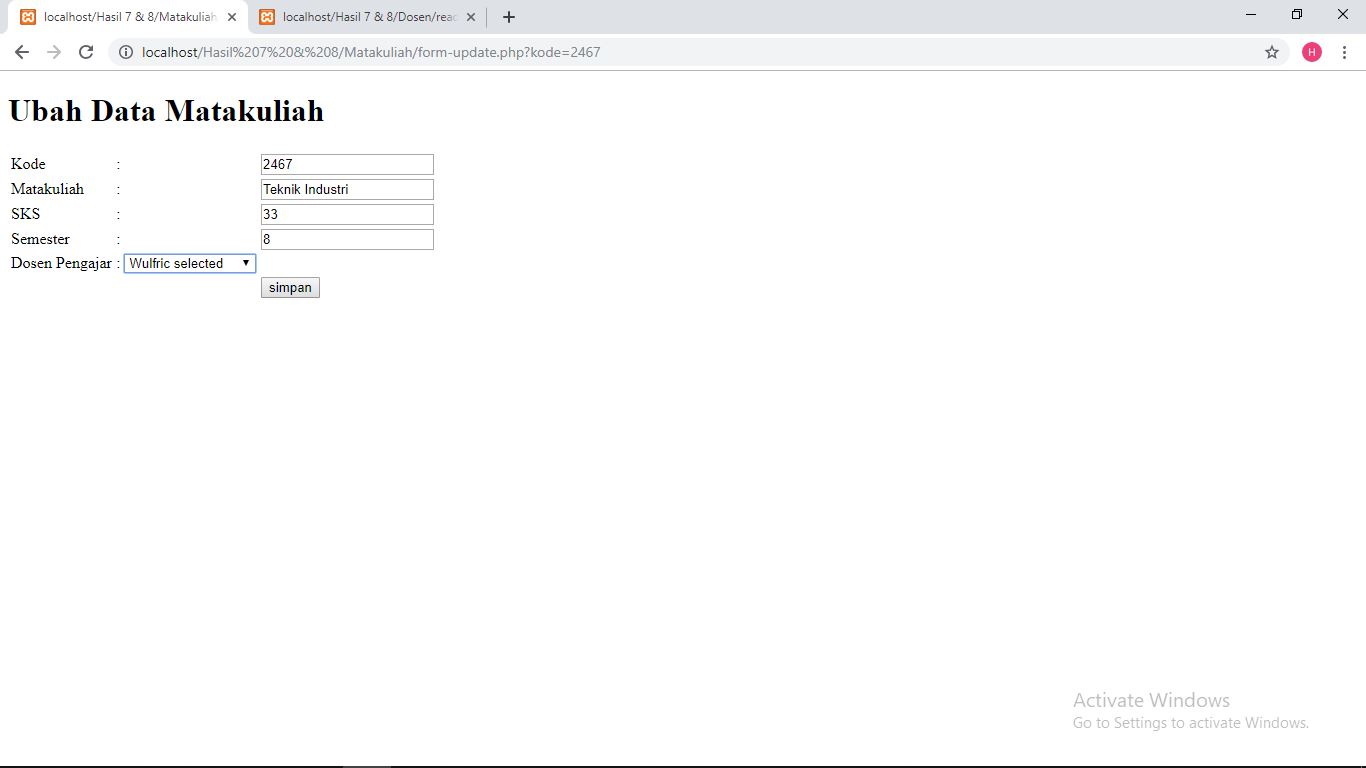 localhost/Hasil 7 & 8/Matakuliah
localhost/Hasil 7 & 8/Dosen/read
localhost/Hasil%207%20&%208/Matakuliah/form-update.php?kode=2467
H
Ubah Data Matakuliah
Kode : 2467
Matakuliah : Teknik Industri
SKS : 33
Semester : 8
Dosen Pengajar : Wulfric selected
simpan
Activate Windows
Go to Settings to activate Windows.